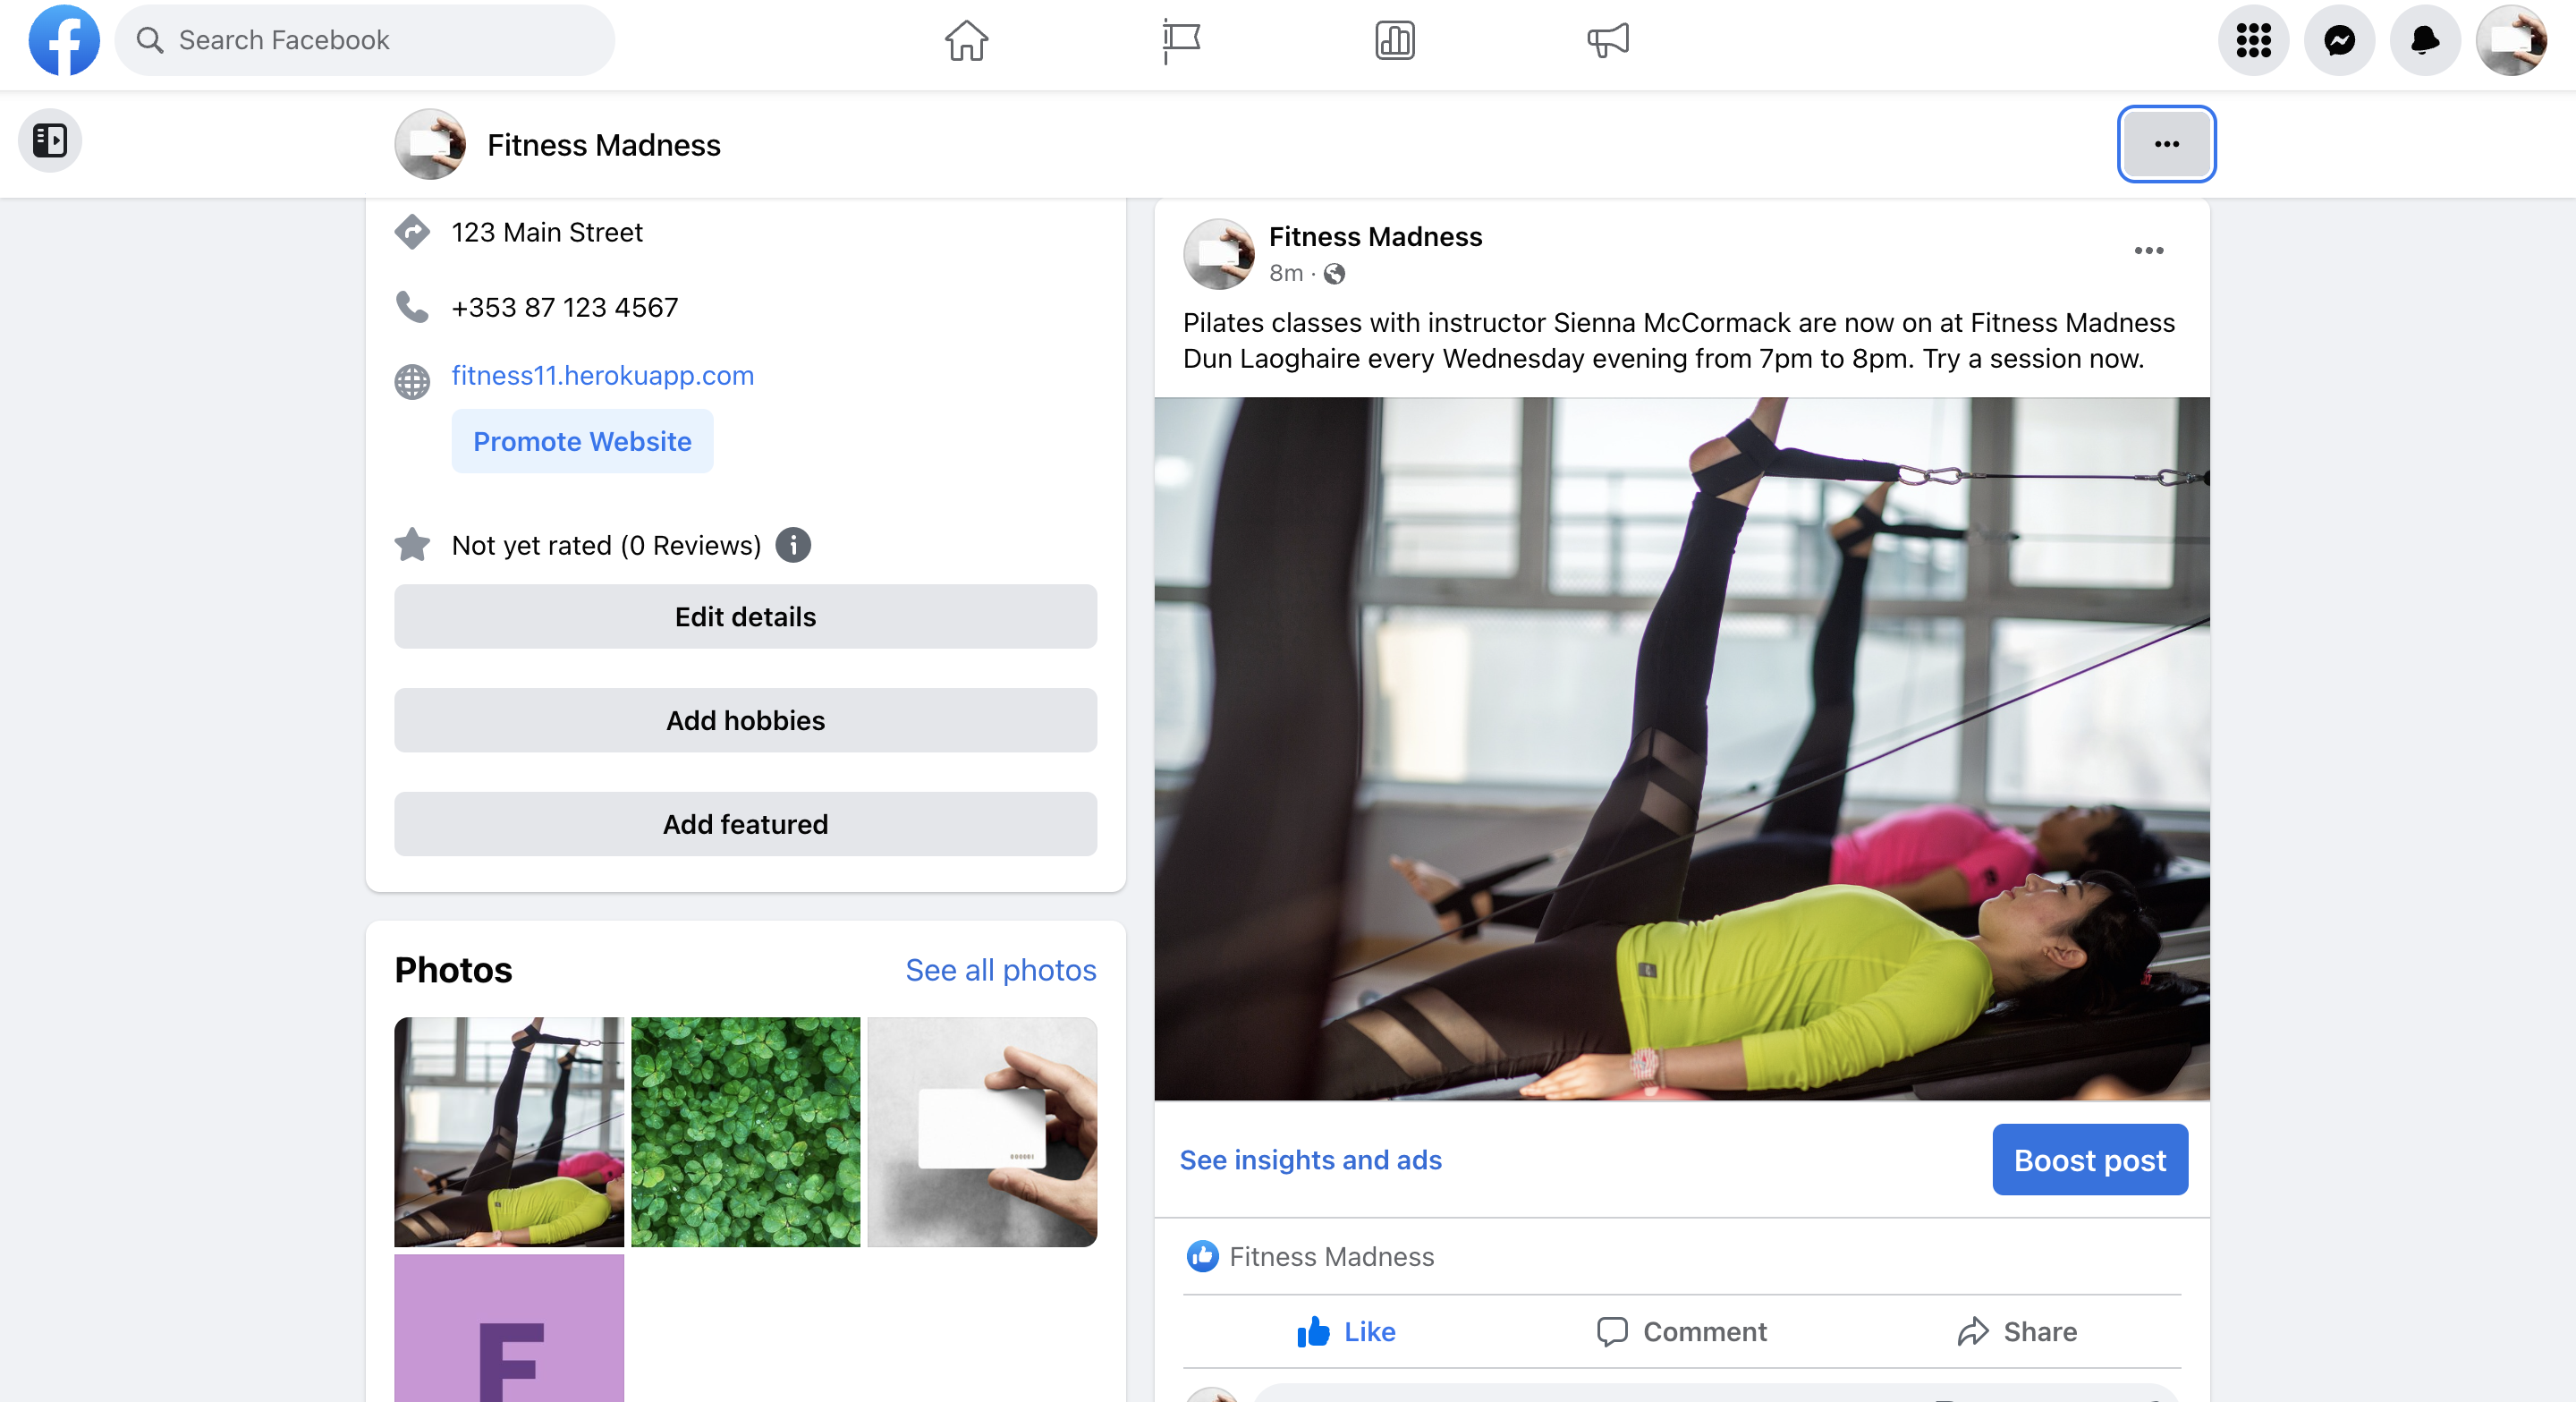 Search Facebook
Fitness Madness
123 Main Street
+353 87 123 4567
fitness11.herokuapp.com
Promote Website
Not yet rated (0 Reviews)
Edit details
Add hobbies
Add featured
Photos
See all photos
F
Fitness Madness
8m ·
Pilates classes with instructor Sienna McCormack are now on at Fitness Madness
Dun Laoghaire every Wednesday evening from 7pm to 8pm. Try a session now.
See insights and ads
Boost post
Fitness Madness
Like
Comment
Share